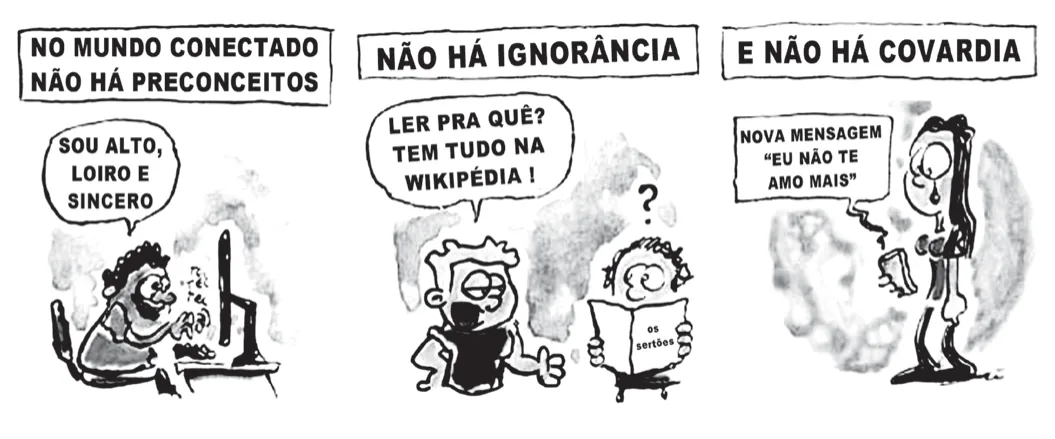 NO MUNDO CONECTADO
NÃO HÁ PRECONCEITOS
SOU ALTO,
LOIRO E
SINCERO
NÃO HÁ IGNORÂNCIA
LER PRA QUÊ?
TEM TUDO NA
WIKIPÉDIA !
?
os
sertões
E NÃO HÁ COVARDIA
NOVA MENSAGEM
“EU NÃO TE
AMO MAIS”